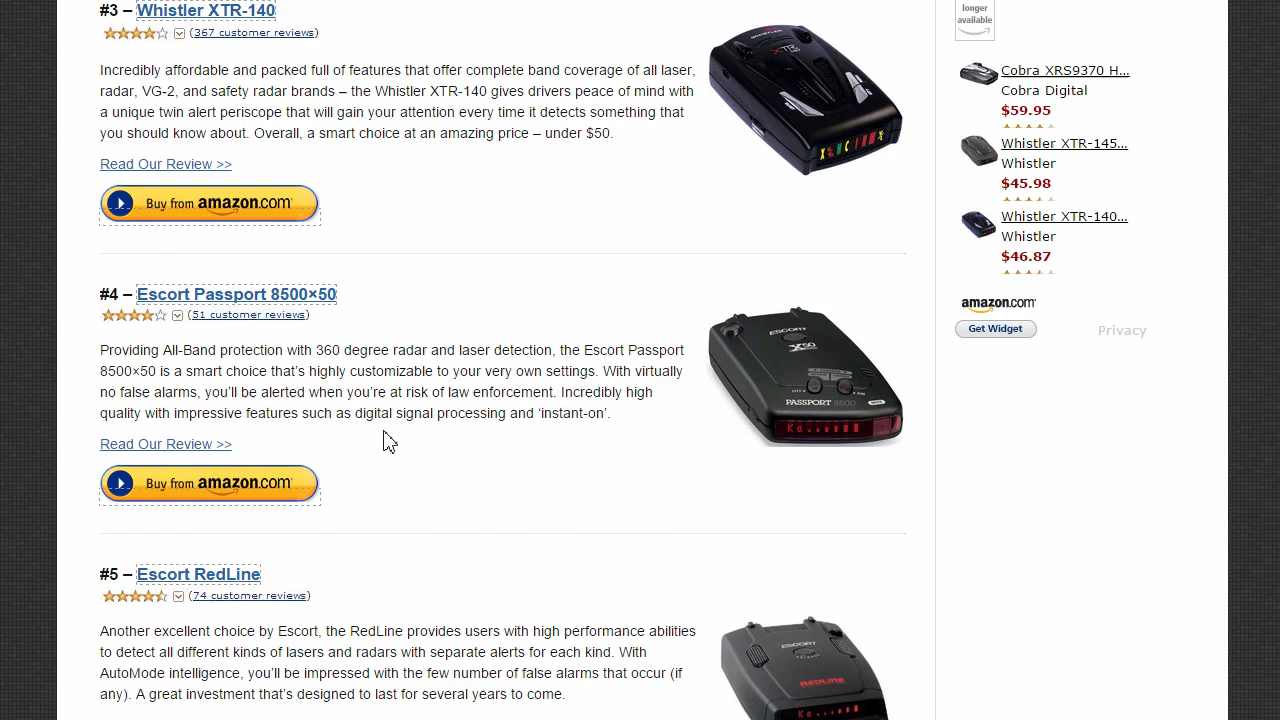 #3 – Whistler XTR-140
(367 customer reviews)
Incredibly affordable and packed full of features that offer complete band coverage of all laser,
radar, VG-2, and safety radar brands – the Whistler XTR-140 gives drivers peace of mind with
a unique twin alert periscope that will gain your attention every time it detects something that
you should know about. Overall, a smart choice at an amazing price – under $50.
Read Our Review >>
Buy from amazon.com
WHISTLER
XTR
#4 – Escort Passport 8500×50
(51 customer reviews)
Providing All-Band protection with 360 degree radar and laser detection, the Escort Passport
8500×50 is a smart choice that's highly customizable to your very own settings. With virtually
no false alarms, you'll be alerted when you're at risk of law enforcement. Incredibly high
quality with impressive features such as digital signal processing and ‘instant-on’.
Read Our Review >>
Buy from amazon.com
ESCORT
X50
PASSPORT 8500
Ka
#5 – Escort RedLine
(74 customer reviews)
Another excellent choice by Escort, the RedLine provides users with high performance abilities
to detect all different kinds of lasers and radars with separate alerts for each kind. With
AutoMode intelligence, you'll be impressed with the few number of false alarms that occur (if
any). A great investment that's designed to last for several years to come.
ESCORT
REDLINE
Ka
longer
available
Cobra XRS9370 H...
Cobra Digital
$59.95
Whistler XTR-145...
Whistler
$45.98
Whistler XTR-140...
Whistler
$46.87
amazon.com
Get Widget
Privacy